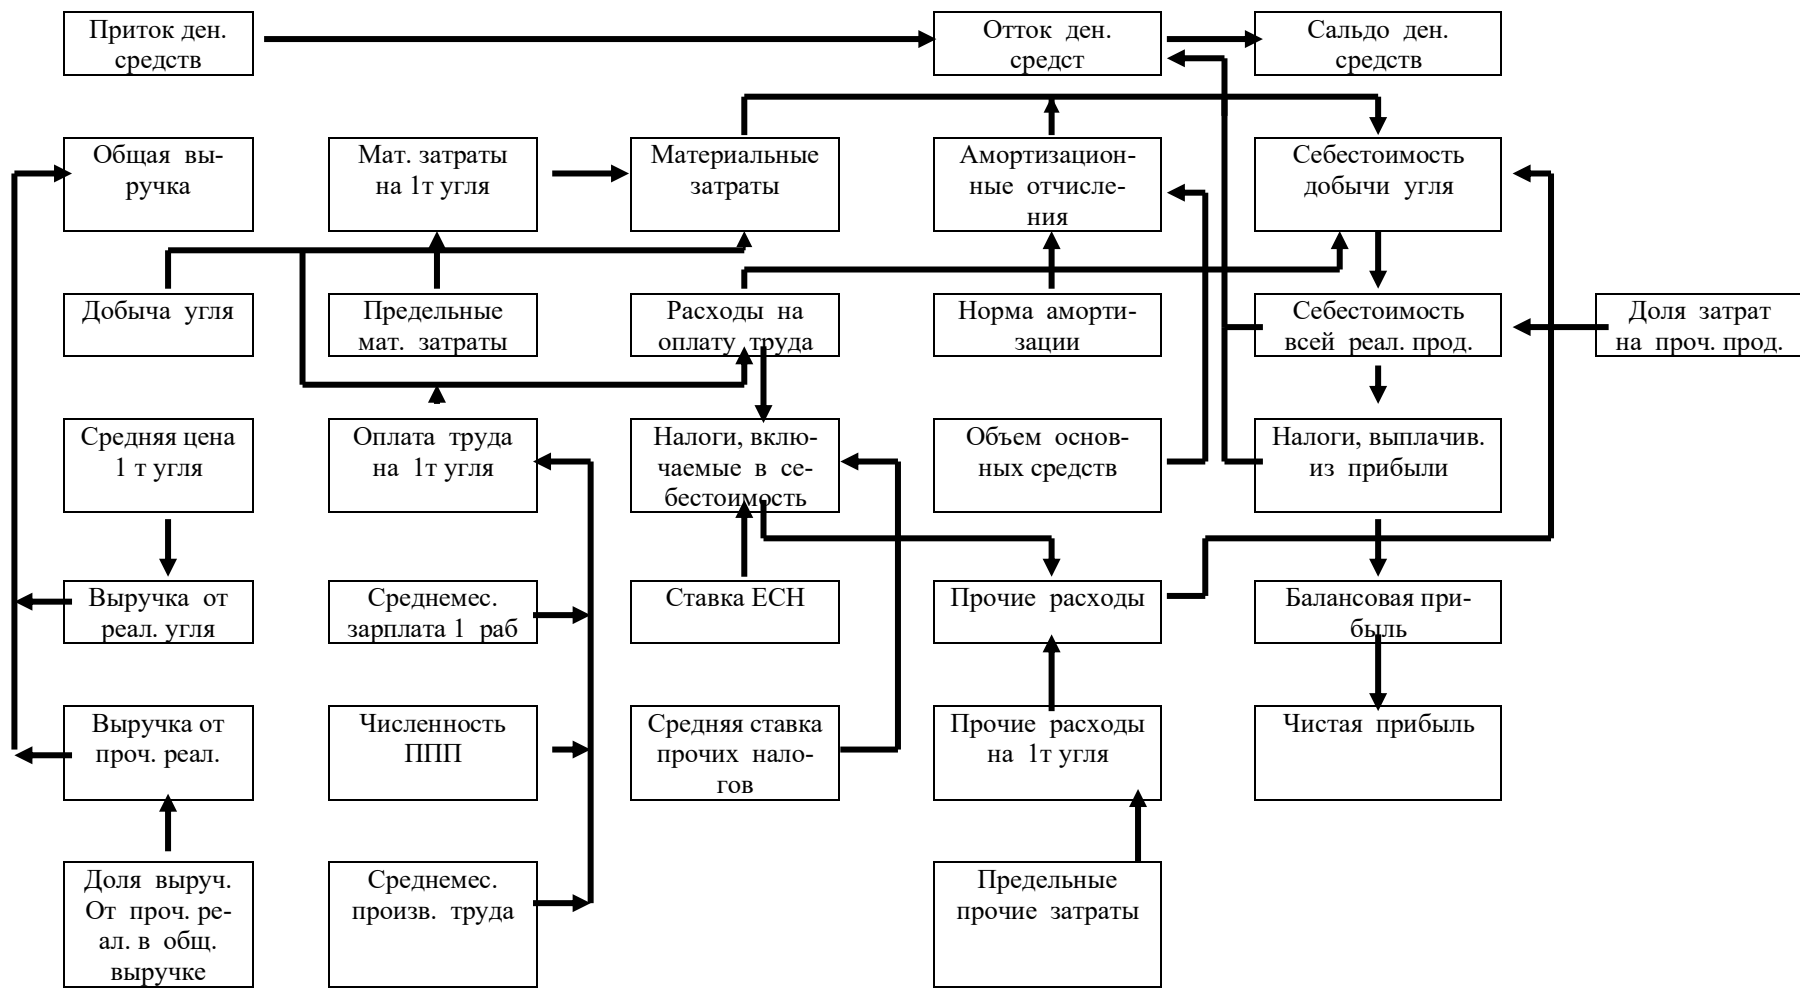 Приток ден.
средств
Отток ден.
средст
Сальдо ден.
средств
Общая вы-
ручка
Мат. затраты
на 1т угля
Материальные
затраты
Амортизацион-
ные отчисле-
ния
Себестоимость
добычи угля
Добыча угля
Предельные
мат. затраты
Расходы на
оплату труда
Норма аморти-
зации
Себестоимость
всей реал. прод.
Доля затрат
на проч. прод.
Средняя цена
1 т угля
Оплата труда
на 1т угля
Налоги, вклю-
чаемые в се-
бестоимость
Объем основ-
ных средств
Налоги, выплачив.
из прибыли
Выручка от
реал. угля
Среднемес.
зарплата 1 раб
Ставка ЕСН
Прочие расходы
Балансовая при-
быль
Выручка от
проч. реал.
Численность
ППП
Средняя ставка
прочих нало-
гов
Прочие расходы
на 1т угля
Чистая прибыль
Доля выруч.
От проч. ре-
ал. в общ.
выручке
Среднемес.
произв. труда
Предельные
прочие затраты